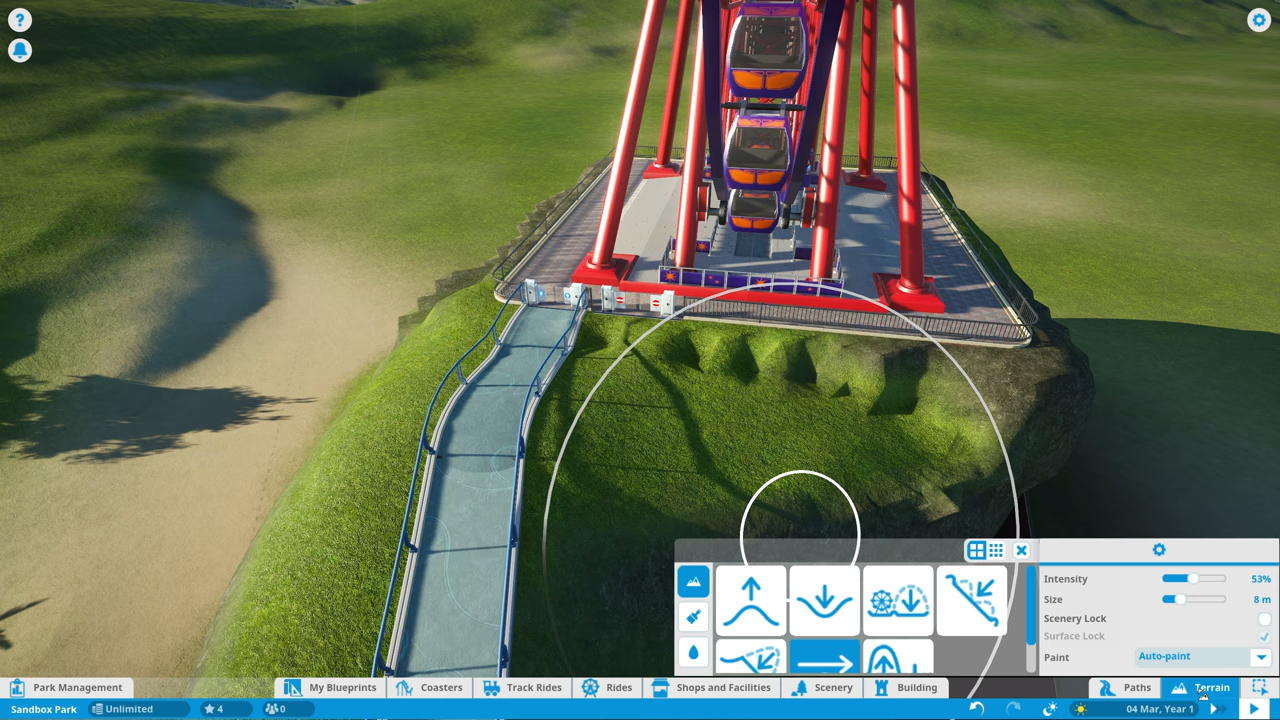 Intensity
53%
Size
8 m
Scenery Lock
Surface Lock
Paint
Auto-paint
Park Management
My Blueprints
Coasters
Track Rides
Rides
Shops and Facilities
Scenery
Building
Paths
Terrain
Sandbox Park
Unlimited
4
0
04 Mar, Year 1